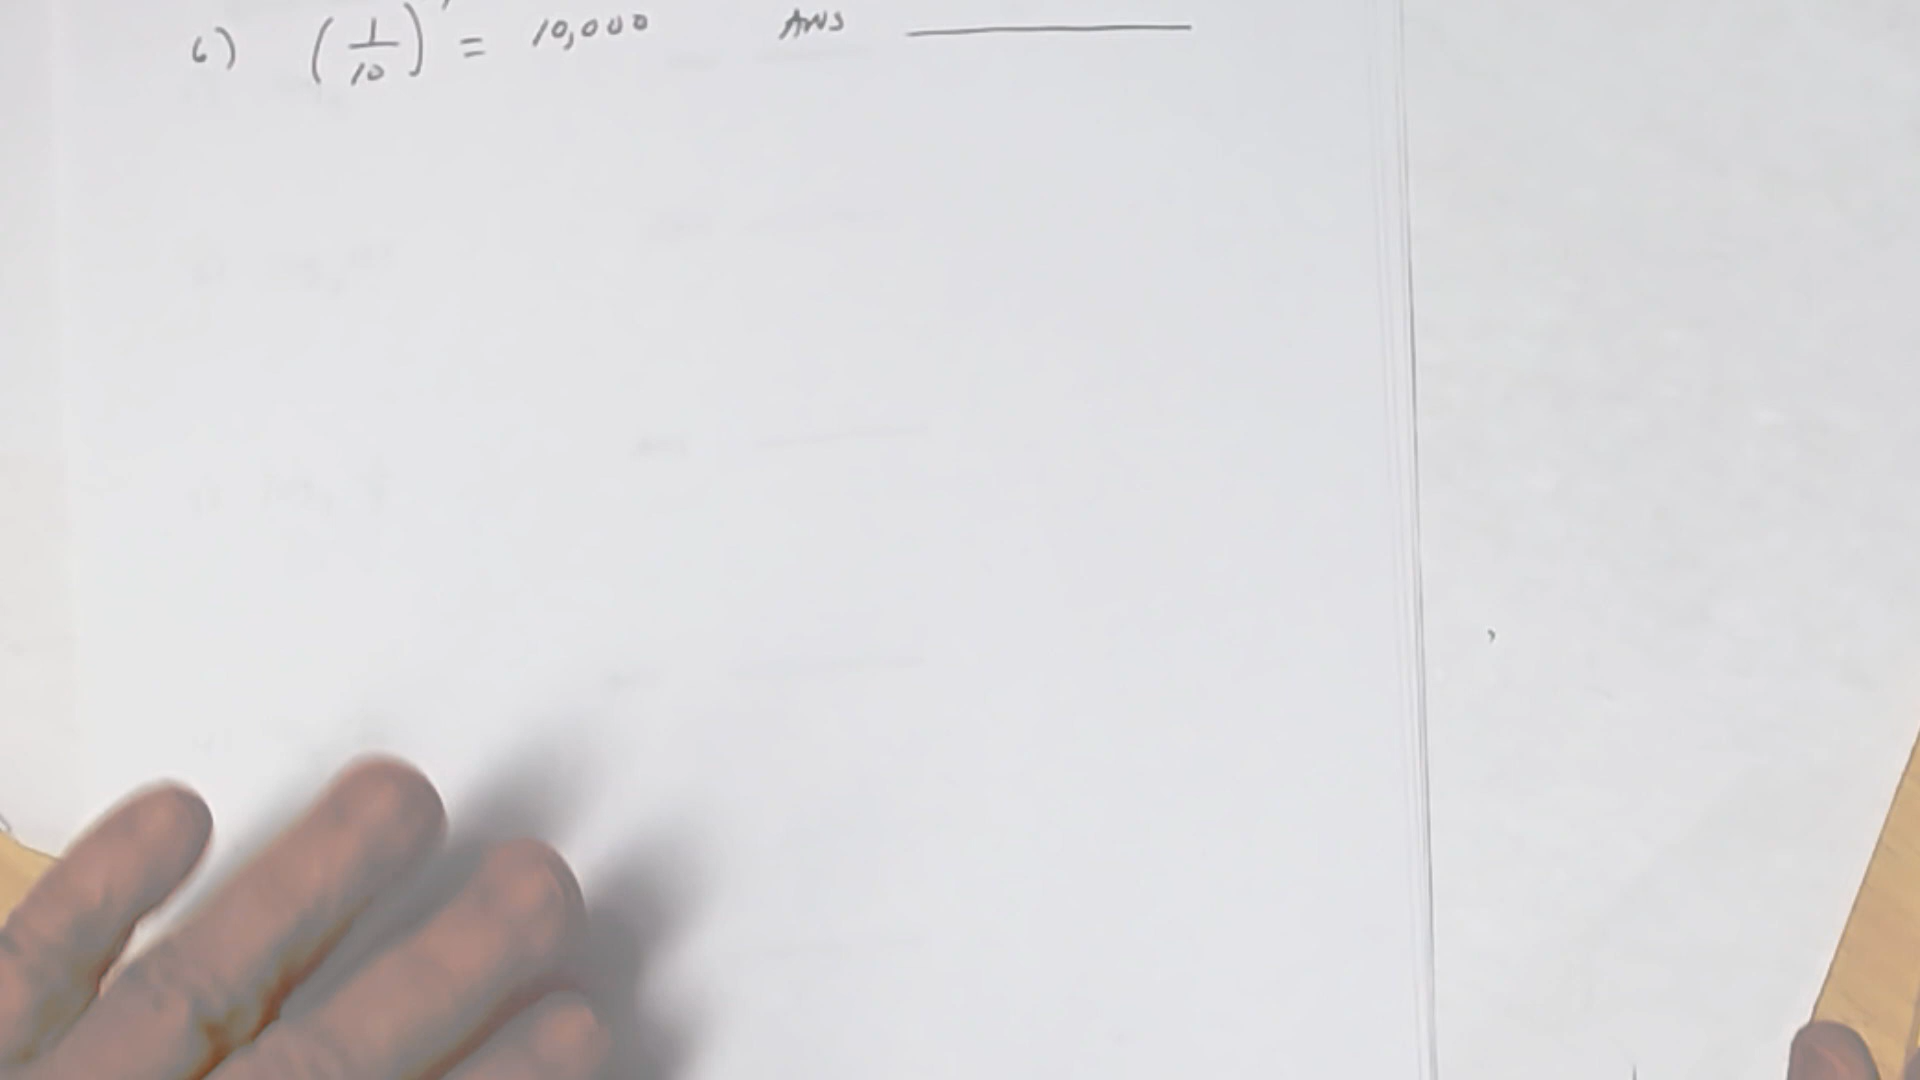 6) (1/10) = 10,000 Ans